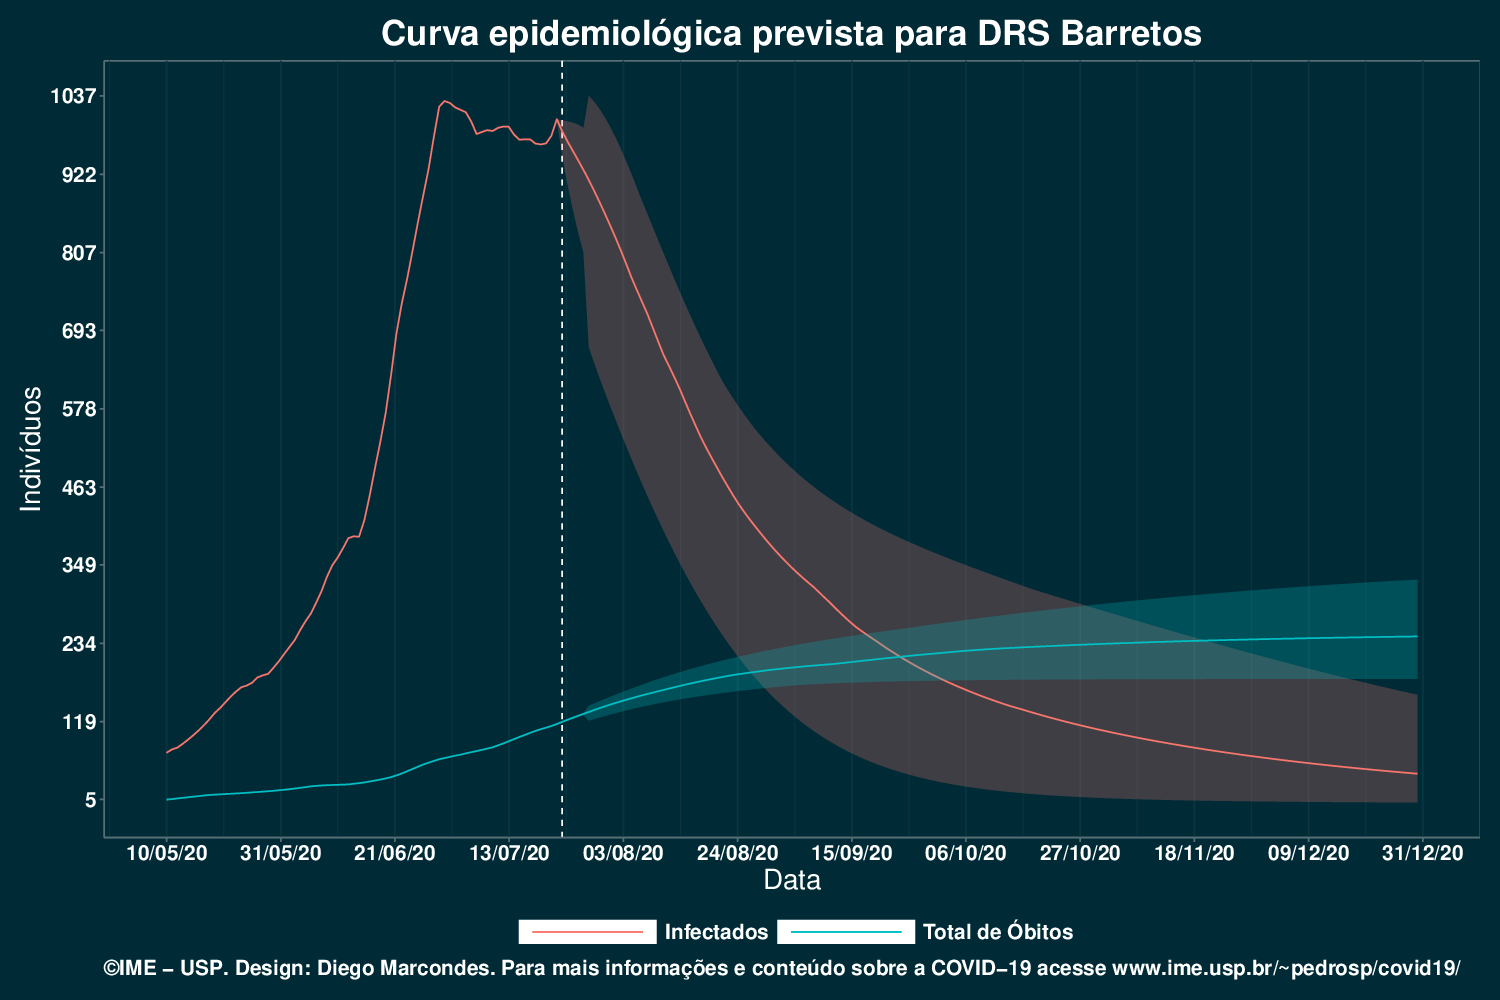 Curva epidemiológica prevista para DRS Barretos
Indivíduos
1037
922
807
693
578
463
349
234
119
5
10/05/20 31/05/20 21/06/20 13/07/20 03/08/20 24/08/20 15/09/20 06/10/20 27/10/20 18/11/20 09/12/20 31/12/20
Data
Infectados Total de Óbitos
©IME − USP. Design: Diego Marcondes. Para mais informações e conteúdo sobre a COVID−19 acesse www.ime.usp.br/~pedrosp/covid19/